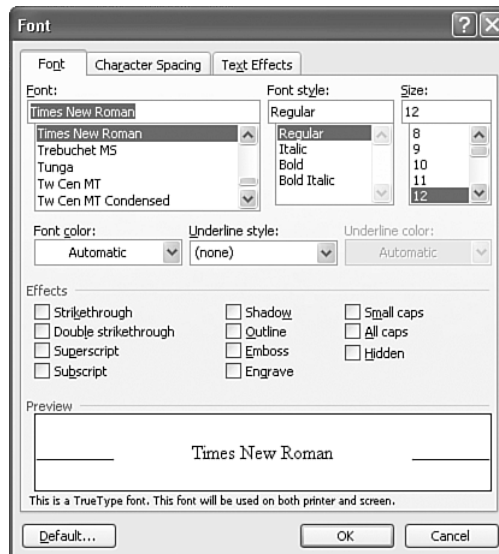 Font
Font Character Spacing Text Effects
Font: Font style: Size:
Times New Roman Regular 12
Times New Roman Regular 8
Trebuchet MS Italic 9
Tunga Bold 10
Tw Cen MT Bold Italic 11
Tw Cen MT Condensed 12
Font color: Underline style: Underline color:
Automatic (none) Automatic
Effects
Strikethrough Shadow Small caps
Double strikethrough Outline All caps
Superscript Emboss Hidden
Subscript Engrave
Preview
Times New Roman
This is a TrueType font. This font will be used on both printer and screen.
Default... OK Cancel